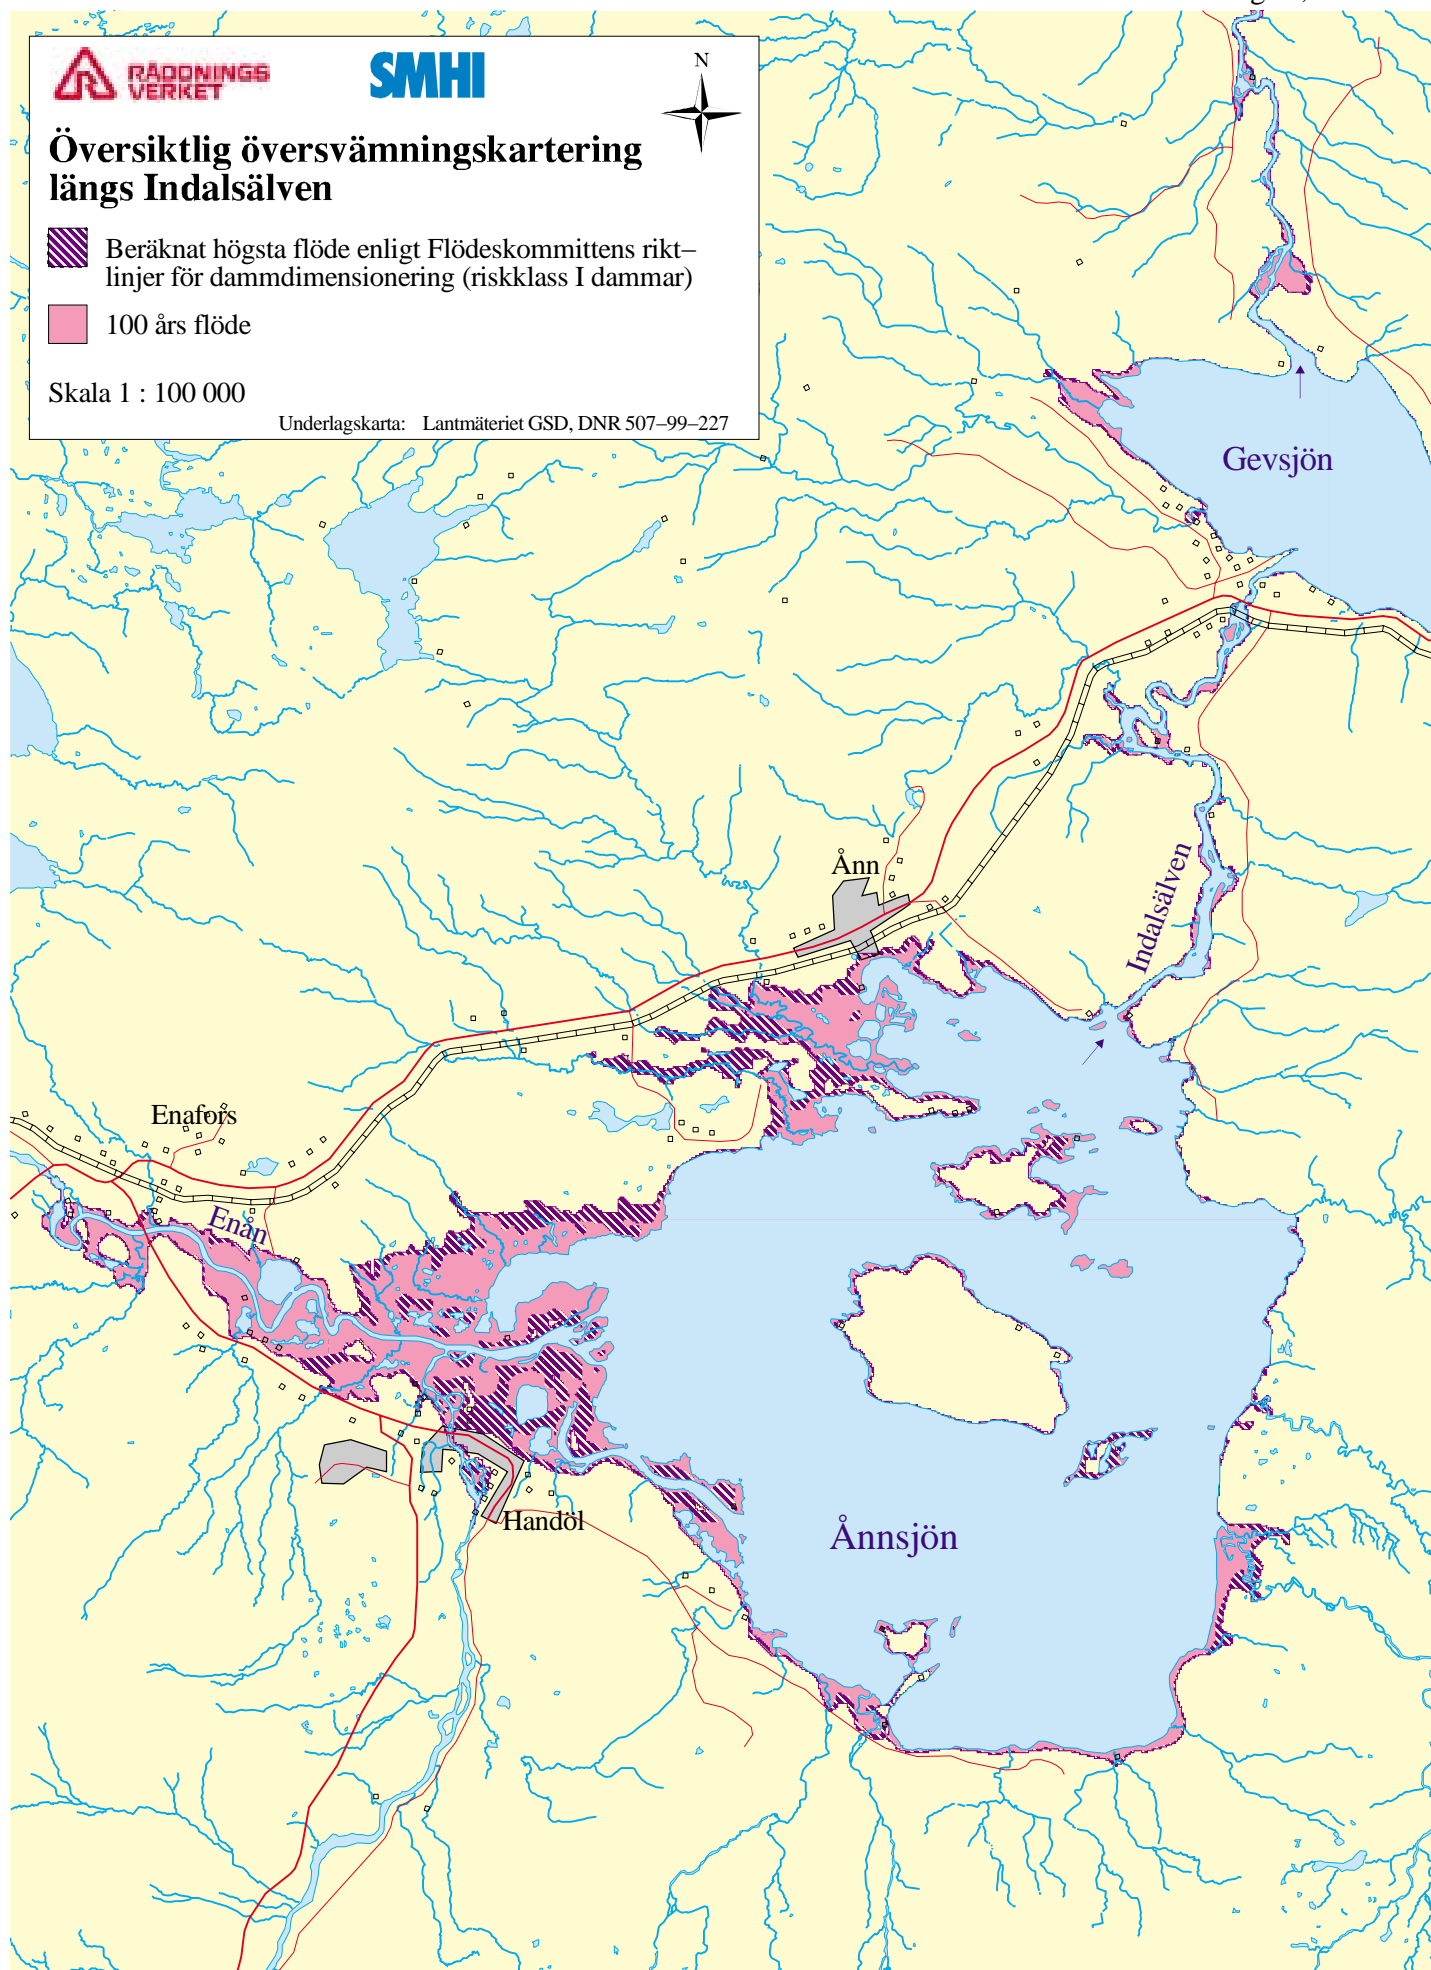 RÄDDNINGS
VERKET
SMHI
N
Översiktlig översvämningskartering
längs Indalsälven
Beräknat högsta flöde enligt Flödeskommittens rikt–
linjer för dammdimensionering (riskklass I dammar)
100 års flöde
Skala 1 : 100 000
Underlagskarta: Lantmäteriet GSD, DNR 507–99–227
Gevsjön
Ånn
Indalsälven
Enafors
Enån
Handöl
Ånnsjön